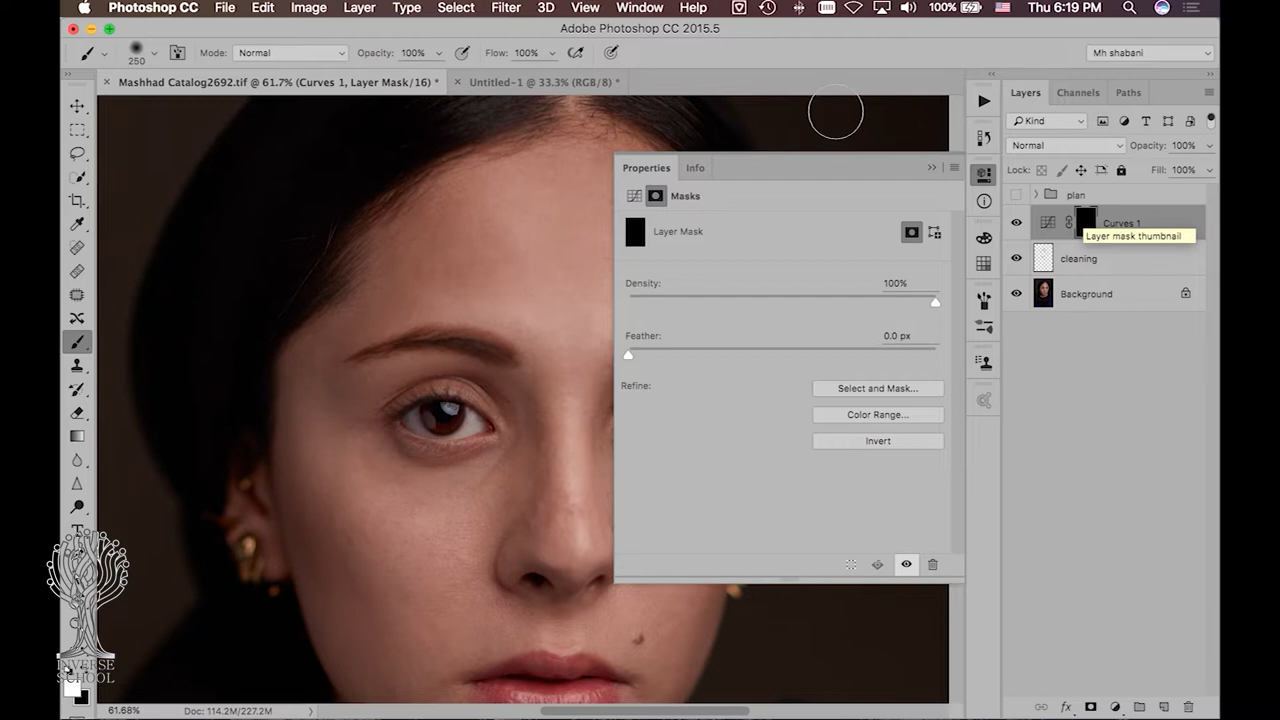 Photoshop CC File Edit Image Layer Type Select Filter 3D View Window Help 100% Thu 6:19 PM
Adobe Photoshop CC 2015.5
250 Mode: Normal Opacity: 100% Flow: 100% Mh shabani
Mashhad Catalog2692.tif @ 61.7% (Curves 1, Layer Mask/16) * Untitled-1 @ 33.3% (RGB/8) *
Layers Channels Paths
Kind
Normal Opacity: 100%
Lock: Fill: 100%
plan
Curves 1
Layer mask thumbnail
cleaning
Background
Properties Info
Masks
Layer Mask
Density: 100%
Feather: 0.0 px
Refine: Select and Mask...
Color Range...
Invert
INVERSE
SCHOOL
61.68% Doc: 114.2M/227.2M